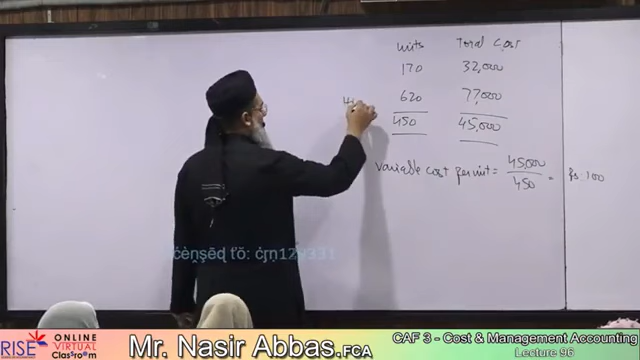 units Total Cost
170 32,000
620 77,000
450 45,000
variable cost per unit = 45,000 / 450 = Rs. 100
Licensed to: crn129331
RISE ONLINE VIRTUAL Classroom
Mr. Nasir Abbas.FCA
CAF 3 - Cost & Management Accounting
Lecture 96